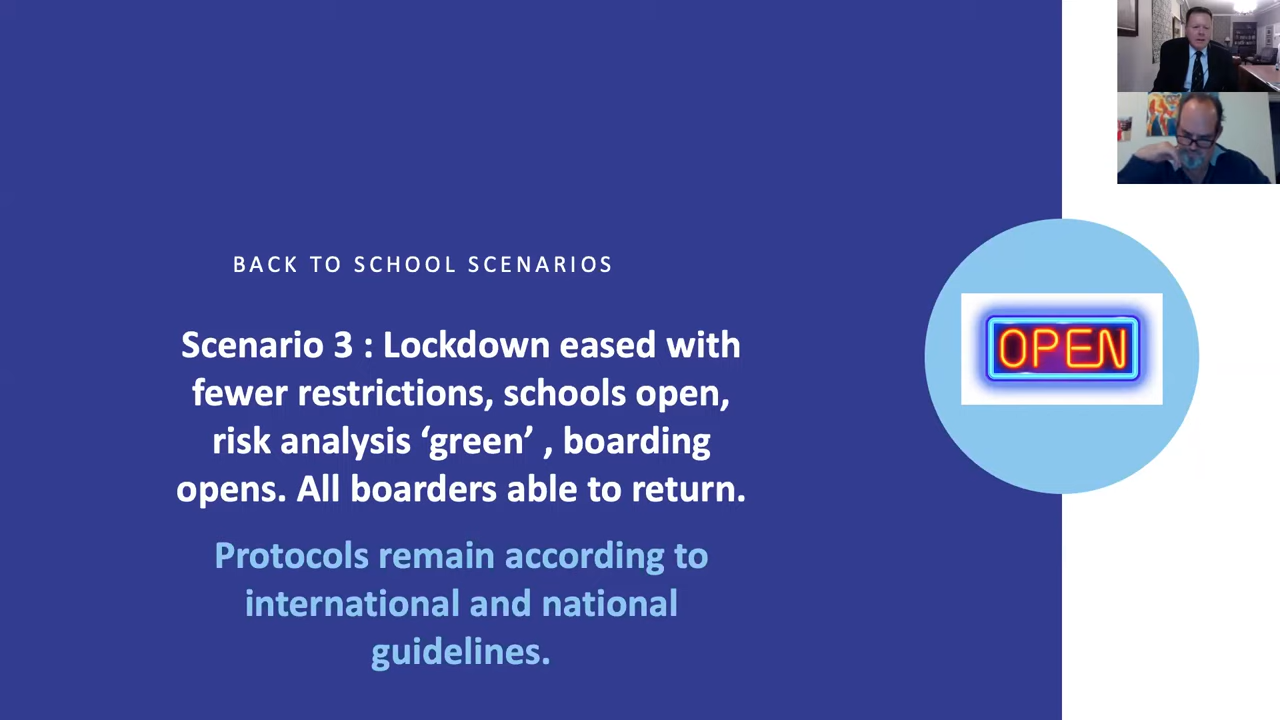 BACK TO SCHOOL SCENARIOS
Scenario 3 : Lockdown eased with
fewer restrictions, schools open,
risk analysis ‘green’ , boarding
opens. All boarders able to return.
Protocols remain according to
international and national
guidelines.
OPEN